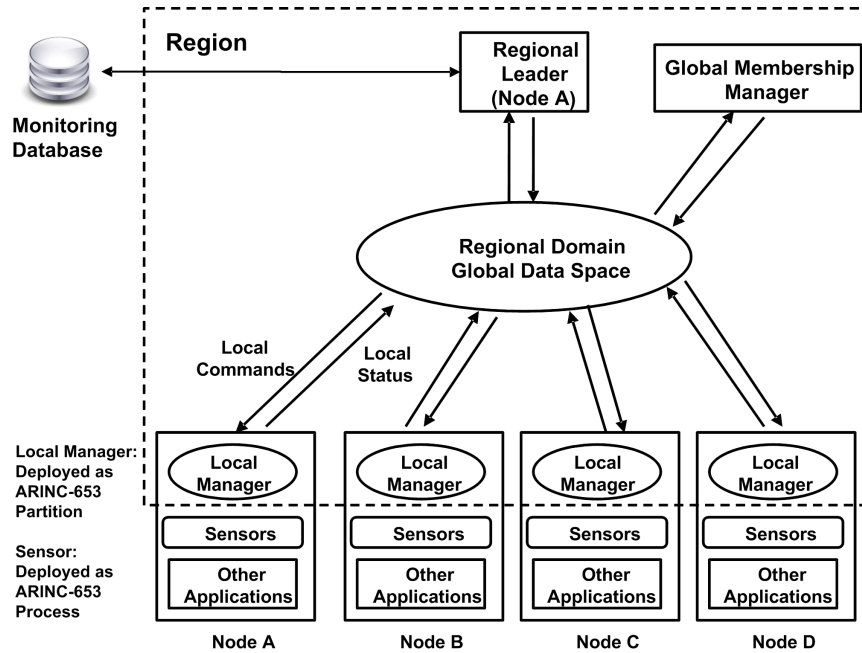 Region
Regional
Leader
(Node A)
Global Membership
Manager
Monitoring
Database
Regional Domain
Global Data Space
Local
Commands
Local
Status
Local Manager:
Deployed as
ARINC-653
Partition
Local
Manager
Local
Manager
Local
Manager
Local
Manager
Sensor:
Deployed as
ARINC-653
Process
Sensors
Sensors
Sensors
Sensors
Other
Applications
Other
Applications
Other
Applications
Other
Applications
Node A
Node B
Node C
Node D